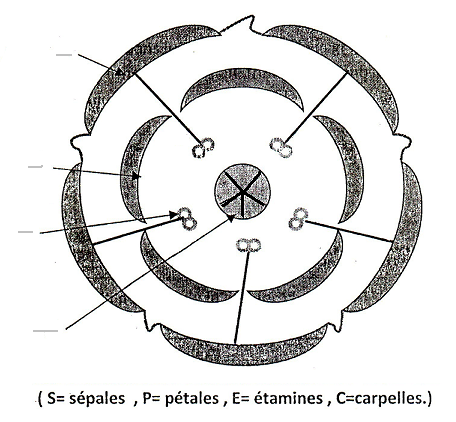 ( S= sépales , P= pétales , E= étamines , C=carpelles.)